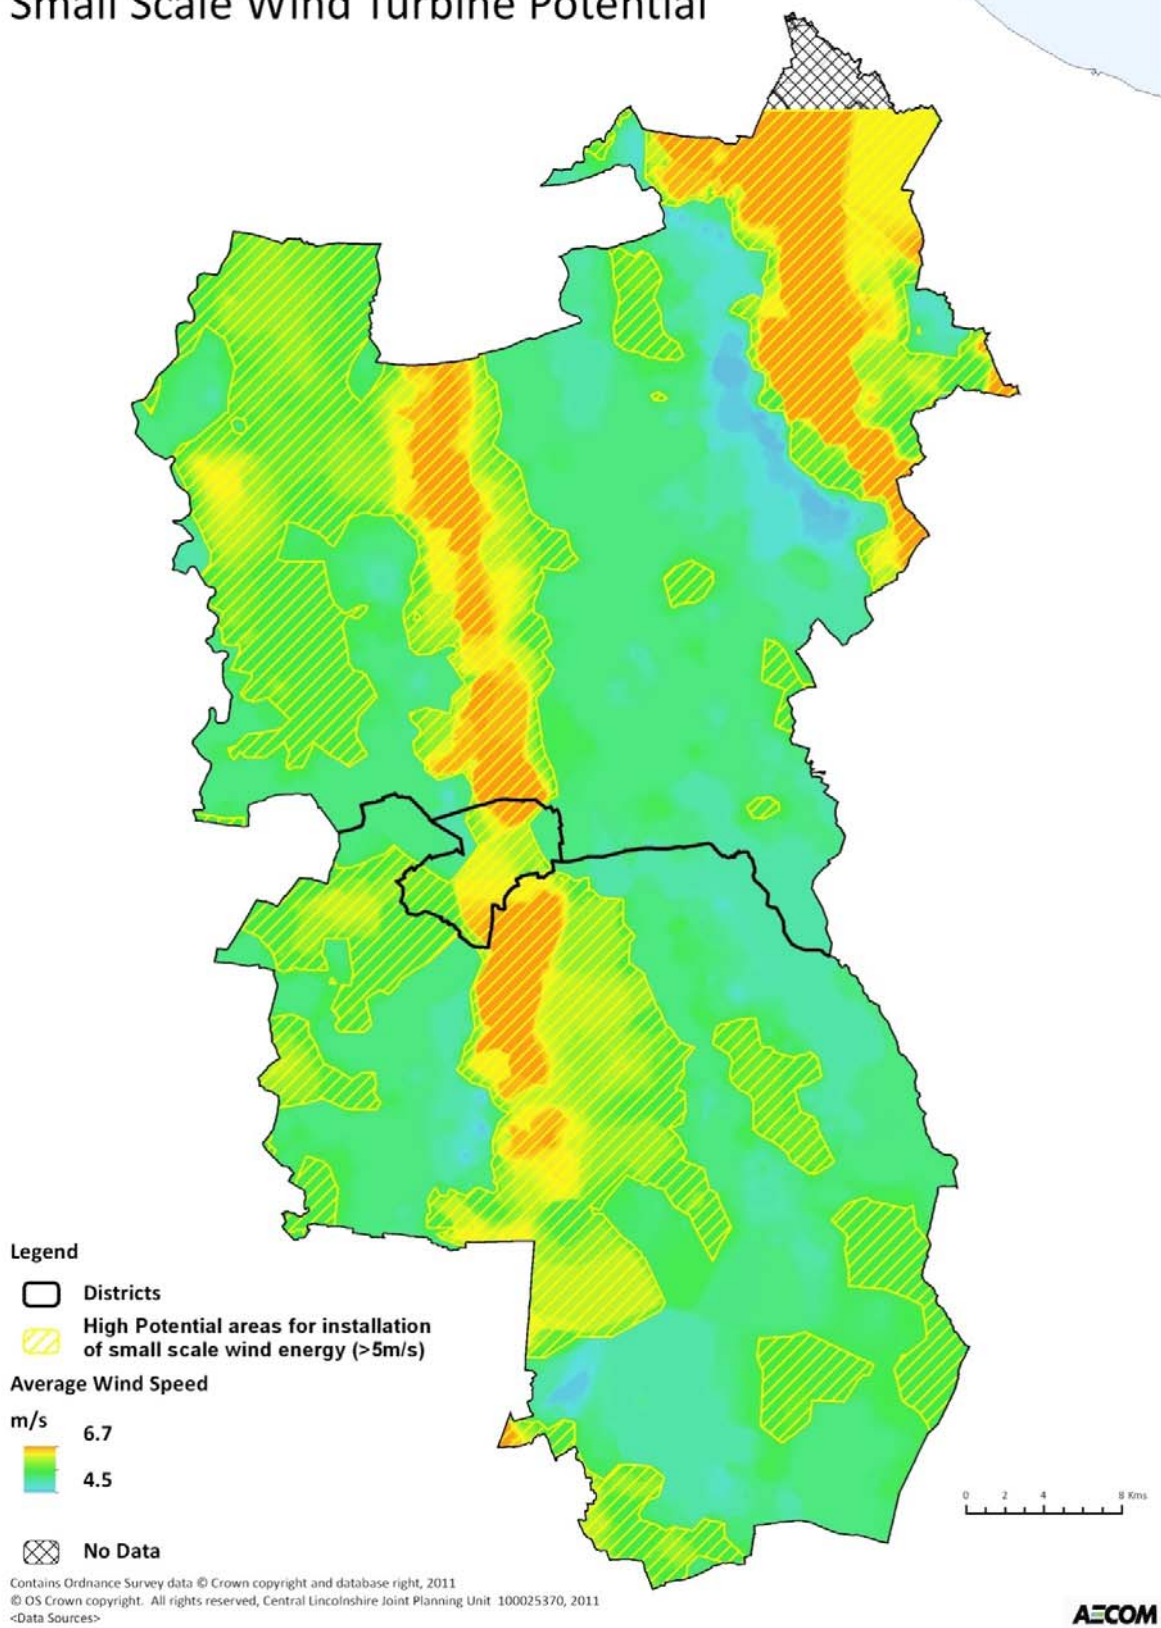 Small Scale Wind Turbine Potential
Legend
Districts
High Potential areas for installation
of small scale wind energy (>5m/s)
Average Wind Speed
m/s
6.7
4.5
No Data
0 2 4 8 Kms
Contains Ordnance Survey data © Crown copyright and database right, 2011
© OS Crown copyright. All rights reserved, Central Lincolnshire Joint Planning Unit 100025370, 2011
<Data Sources>
AECOM